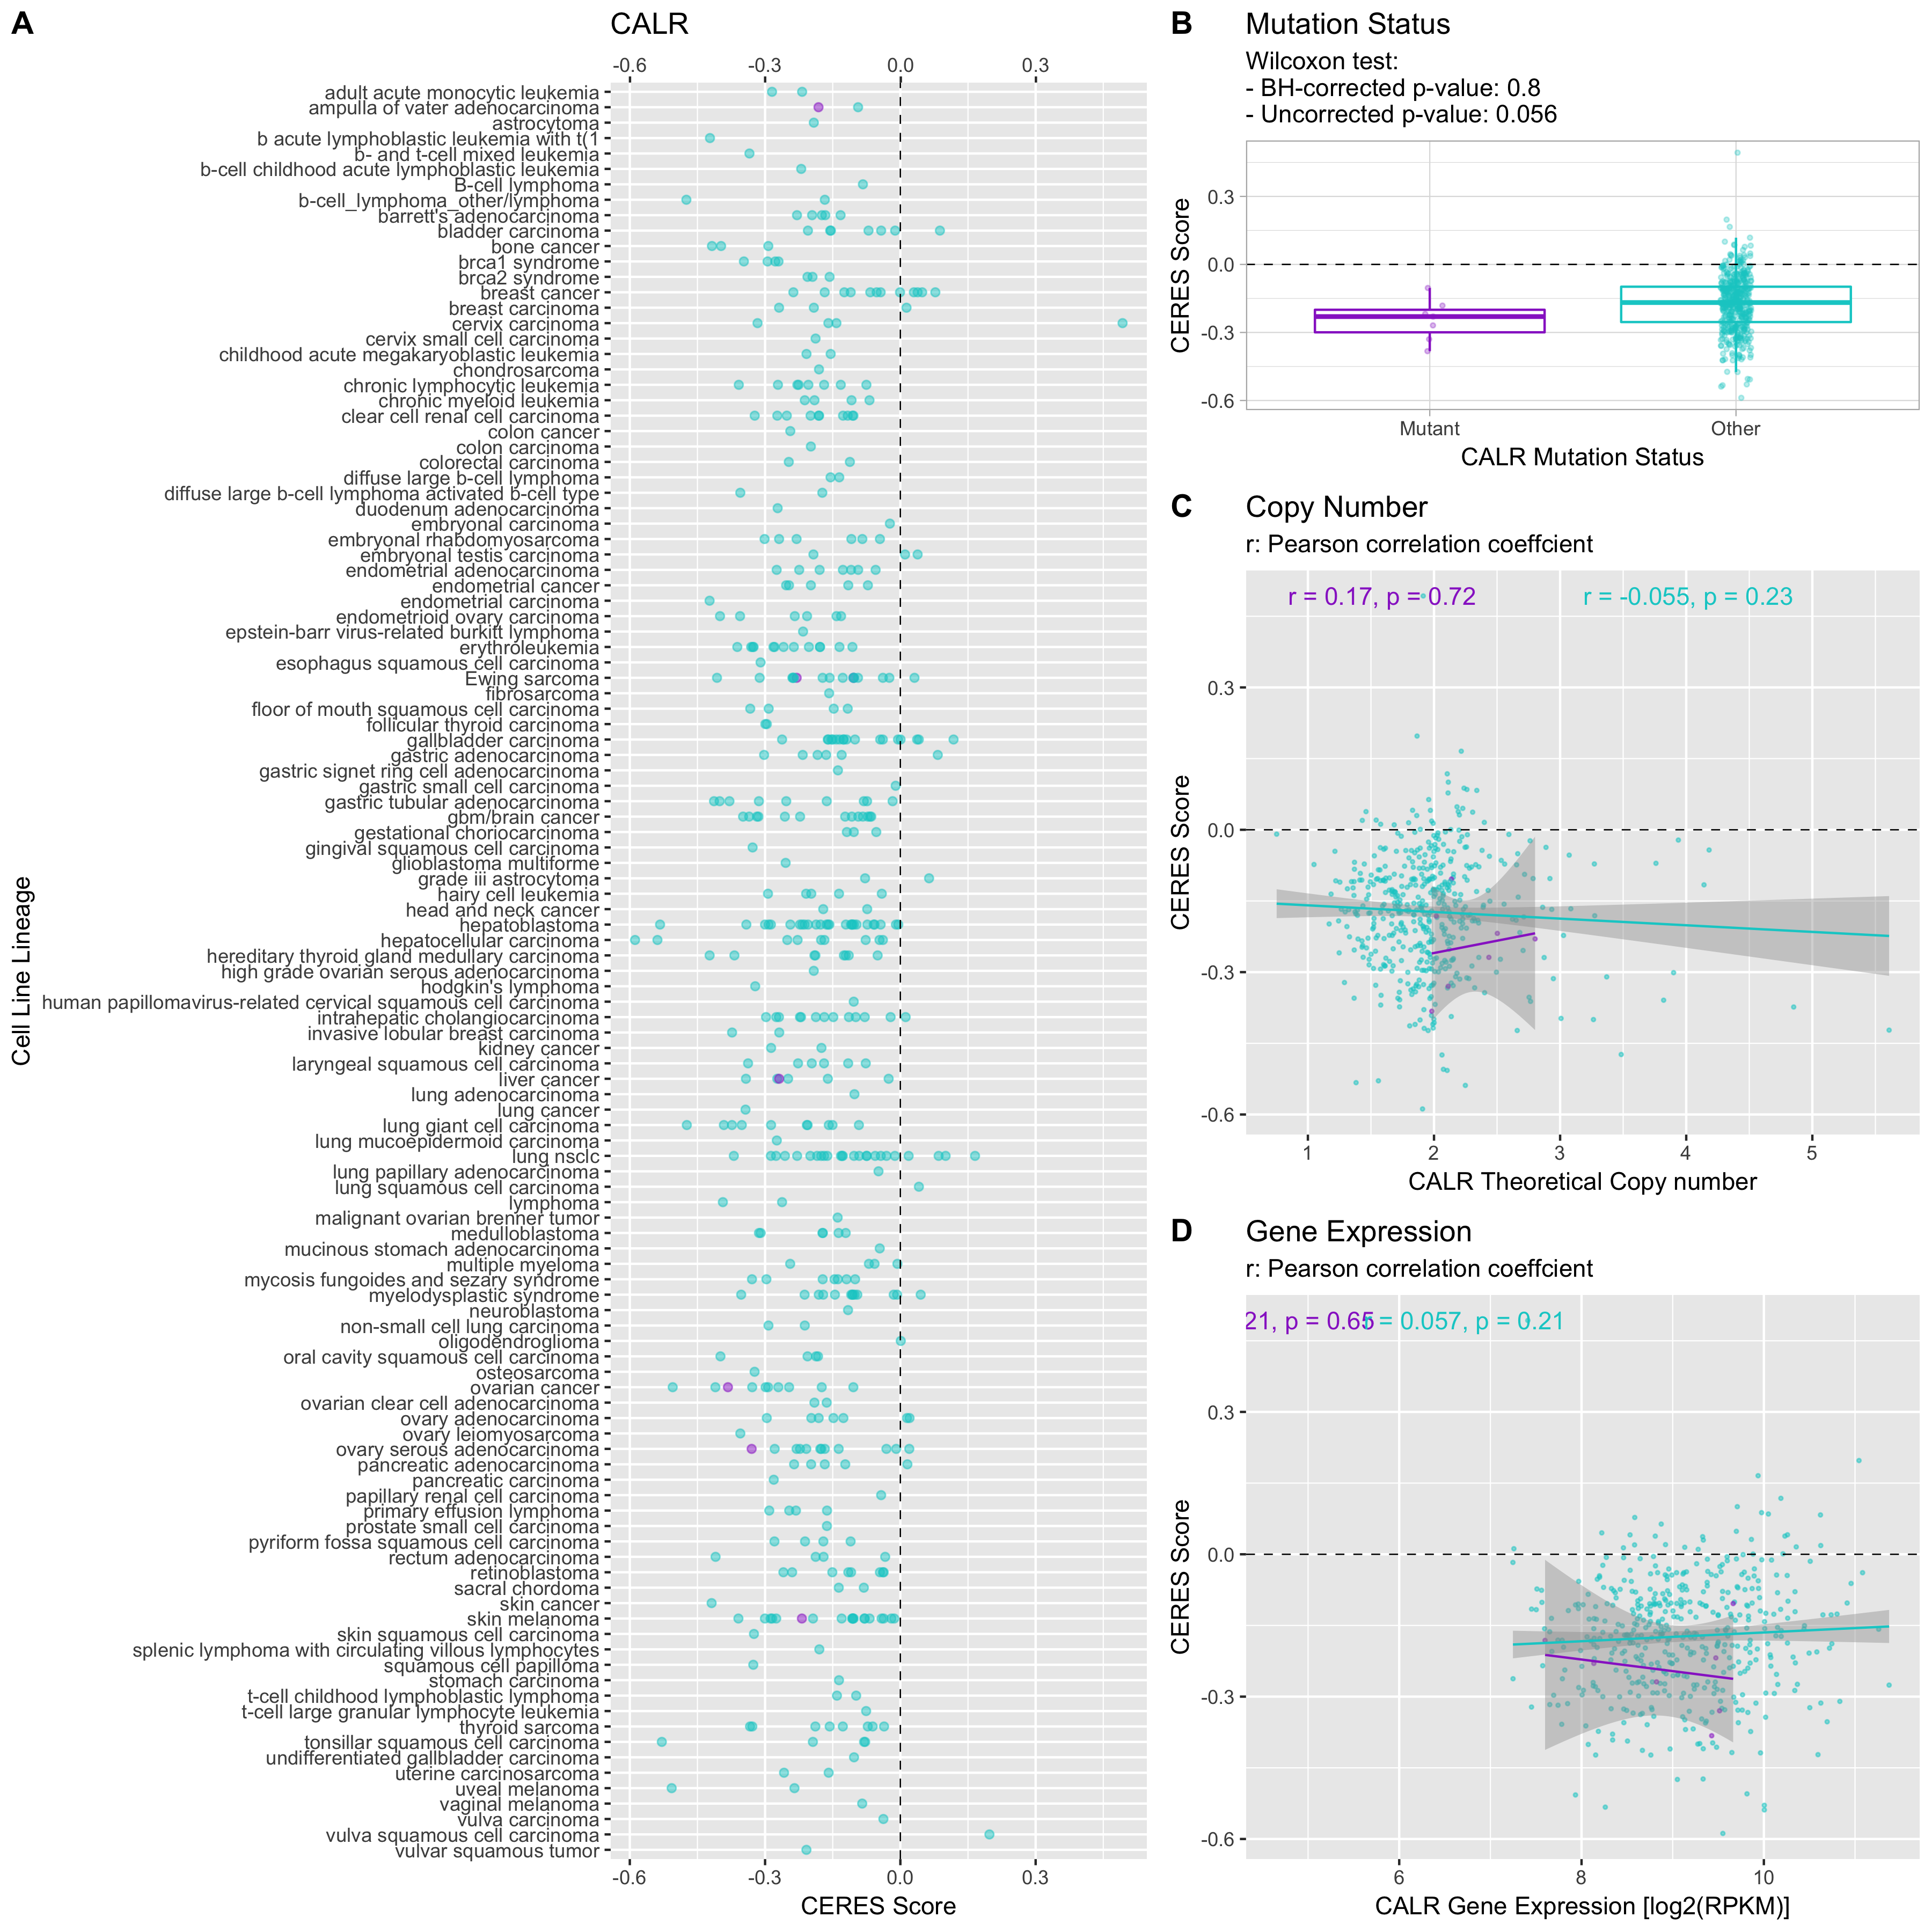 A
CALR
-0.6 -0.3 0.0 0.3
Cell Line Lineage
adult acute monocytic leukemia
ampulla of vater adenocarcinoma
astrocytoma
b acute lymphoblastic leukemia with t(1
b- and t-cell mixed leukemia
b-cell childhood acute lymphoblastic leukemia
B-cell lymphoma
b-cell_lymphoma_other/lymphoma
barrett's adenocarcinoma
bladder carcinoma
bone cancer
brca1 syndrome
brca2 syndrome
breast cancer
breast carcinoma
cervix carcinoma
cervix small cell carcinoma
childhood acute megakaryoblastic leukemia
chondrosarcoma
chronic lymphocytic leukemia
chronic myeloid leukemia
clear cell renal cell carcinoma
colon cancer
colon carcinoma
colorectal carcinoma
diffuse large b-cell lymphoma
diffuse large b-cell lymphoma activated b-cell type
duodenum adenocarcinoma
embryonal carcinoma
embryonal rhabdomyosarcoma
embryonal testis carcinoma
endometrial adenocarcinoma
endometrial cancer
endometrial carcinoma
endometrioid ovary carcinoma
epstein-barr virus-related burkitt lymphoma
erythroleukemia
esophagus squamous cell carcinoma
Ewing sarcoma
fibrosarcoma
floor of mouth squamous cell carcinoma
follicular thyroid carcinoma
gallbladder carcinoma
gastric adenocarcinoma
gastric signet ring cell adenocarcinoma
gastric small cell carcinoma
gastric tubular adenocarcinoma
gbm/brain cancer
gestational choriocarcinoma
gingival squamous cell carcinoma
glioblastoma multiforme
grade iii astrocytoma
hairy cell leukemia
head and neck cancer
hepatoblastoma
hepatocellular carcinoma
hereditary thyroid gland medullary carcinoma
high grade ovarian serous adenocarcinoma
hodgkin's lymphoma
human papillomavirus-related cervical squamous cell carcinoma
intrahepatic cholangiocarcinoma
invasive lobular breast carcinoma
kidney cancer
laryngeal squamous cell carcinoma
liver cancer
lung adenocarcinoma
lung cancer
lung giant cell carcinoma
lung mucoepidermoid carcinoma
lung nsclc
lung papillary adenocarcinoma
lung squamous cell carcinoma
lymphoma
malignant ovarian brenner tumor
medulloblastoma
mucinous stomach adenocarcinoma
multiple myeloma
mycosis fungoides and sezary syndrome
myelodysplastic syndrome
neuroblastoma
non-small cell lung carcinoma
oligodendroglioma
oral cavity squamous cell carcinoma
osteosarcoma
ovarian cancer
ovarian clear cell adenocarcinoma
ovary adenocarcinoma
ovary leiomyosarcoma
ovary serous adenocarcinoma
pancreatic adenocarcinoma
pancreatic carcinoma
papillary renal cell carcinoma
primary effusion lymphoma
prostate small cell carcinoma
pyriform fossa squamous cell carcinoma
rectum adenocarcinoma
retinoblastoma
sacral chordoma
skin cancer
skin melanoma
skin squamous cell carcinoma
splenic lymphoma with circulating villous lymphocytes
squamous cell papilloma
stomach carcinoma
t-cell childhood lymphoblastic lymphoma
t-cell large granular lymphocyte leukemia
thyroid sarcoma
tonsillar squamous cell carcinoma
undifferentiated gallbladder carcinoma
uterine carcinosarcoma
uveal melanoma
vaginal melanoma
vulva carcinoma
vulva squamous cell carcinoma
vulvar squamous tumor
-0.6 -0.3 0.0 0.3
CERES Score
B
Mutation Status
Wilcoxon test:
- BH-corrected p-value: 0.8
- Uncorrected p-value: 0.056
CERES Score
0.3
0.0
-0.3
-0.6
Mutant Other
CALR Mutation Status
C
Copy Number
r: Pearson correlation coeffcient
r = 0.17, p = 0.72 r = -0.055, p = 0.23
CERES Score
0.3
0.0
-0.3
-0.6
1 2 3 4 5
CALR Theoretical Copy number
D
Gene Expression
r: Pearson correlation coeffcient
21, p = 0.65 r = 0.057, p = 0.21
CERES Score
0.3
0.0
-0.3
-0.6
6 8 10
CALR Gene Expression [log2(RPKM)]